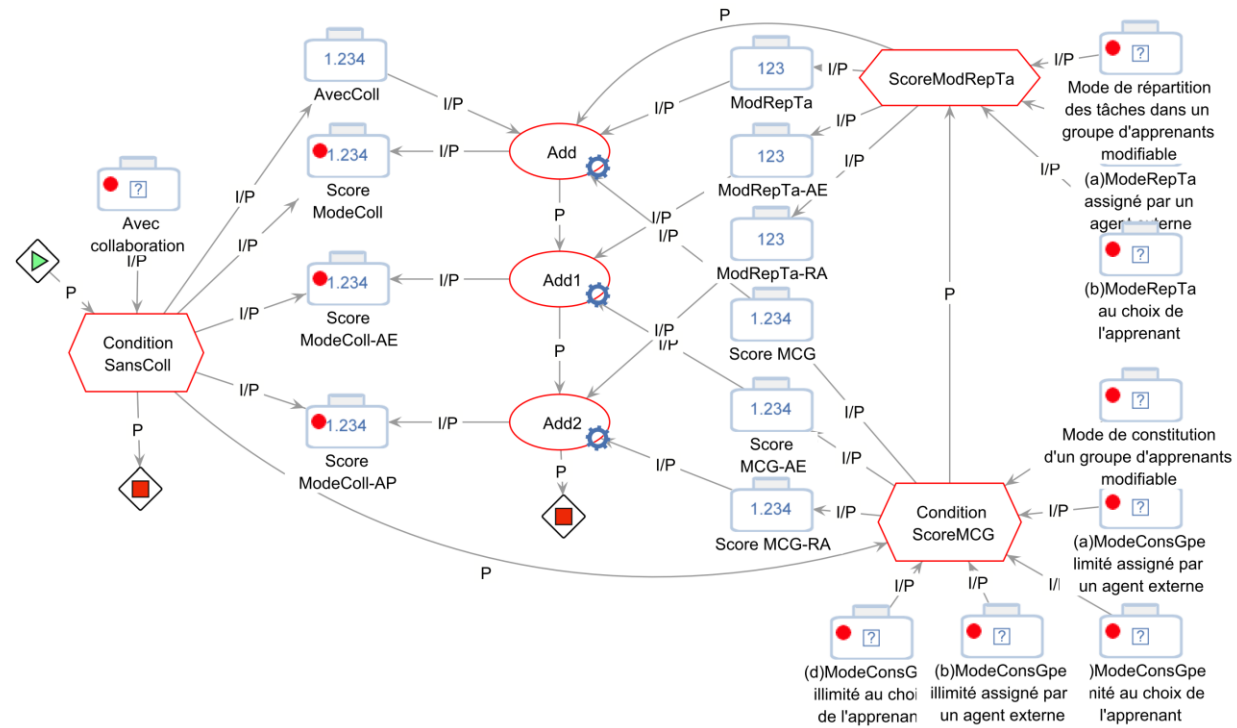 P
1.234
AvecColl
I/P
123
ModRepTa
I/P
ScoreModRepTa
I/P
?
Mode de répartition
des tâches dans un
groupe d'apprenants
modifiable
I/P
I/P
1.234
Score
ModeColl
I/P
Add
I/P
123
ModRepTa-AE
I/P
I/P
(a)ModeRepTa
assigné par un
?
Avec
collaboration
I/P
I/P
I/P
P
I/P
I/P
123
ModRepTa-RA
?
(b)ModeRepTa
au choix de
l'apprenant
P
I/P
1.234
Score
ModeColl-AE
I/P
Add1
I/P
1.234
Score MCG
P
Condition
SansColl
P
I/P
I/P
I/P
1.234
Score
ModeColl-AP
I/P
Add2
I/P
1.234
Score
MCG-AE
I/P
?
Mode de constitution
d'un groupe d'apprenants
modifiable
I/P
P
P
I/P
1.234
Score MCG-RA
I/P
Condition
ScoreMCG
I/P
?
(a)ModeConsGpe
limité assigné par
un agent externe
P
I/P
I/P
?
(d)ModeConsG
illimité au choi
de l'apprenan
?
(b)ModeConsGpe
illimité assigné par
un agent externe
?
)ModeConsGpe
nité au choix de
l'apprenant